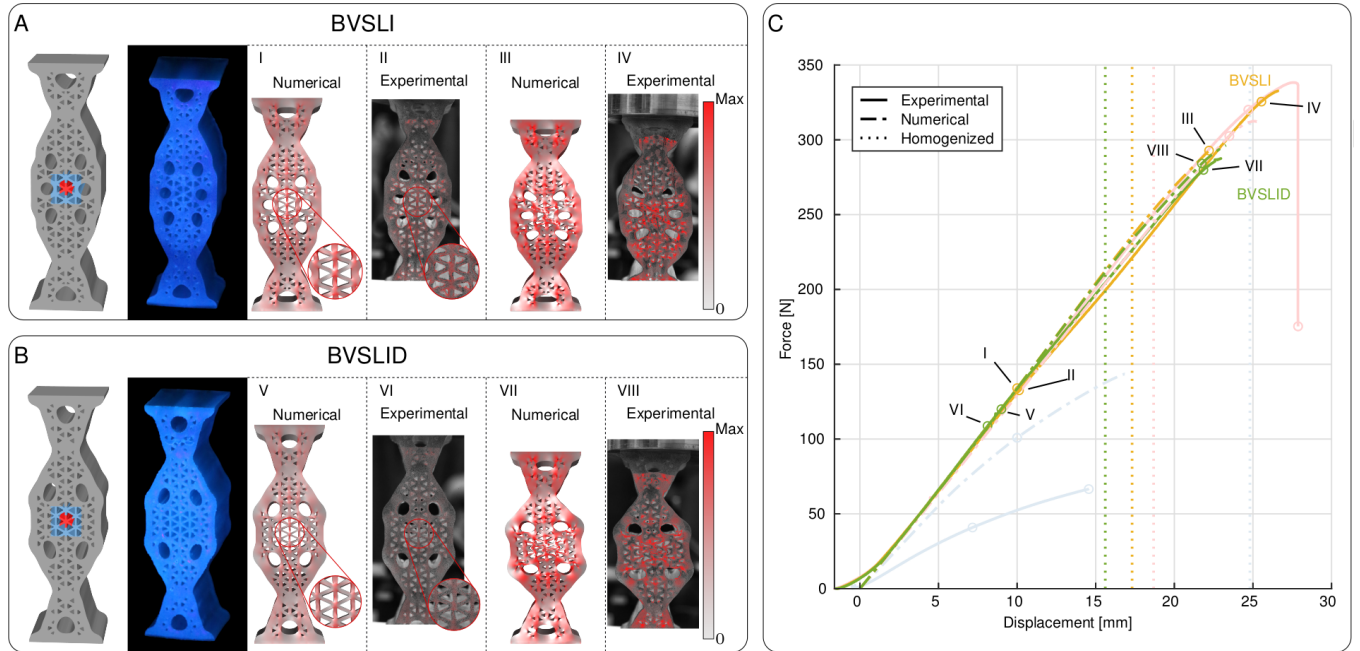 A
BVSLI
I
II
III
IV
Numerical
Experimental
Numerical
Experimental
Max
0
B
BVSLID
V
VI
VII
VIII
Numerical
Experimental
Numerical
Experimental
Max
0
C
350
300
250
200
150
100
50
0
Force [N]
0
5
10
15
20
25
30
Displacement [mm]
Experimental
Numerical
Homogenized
BVSLI
IV
III
VIII
VII
BVSLID
I
II
VI
V